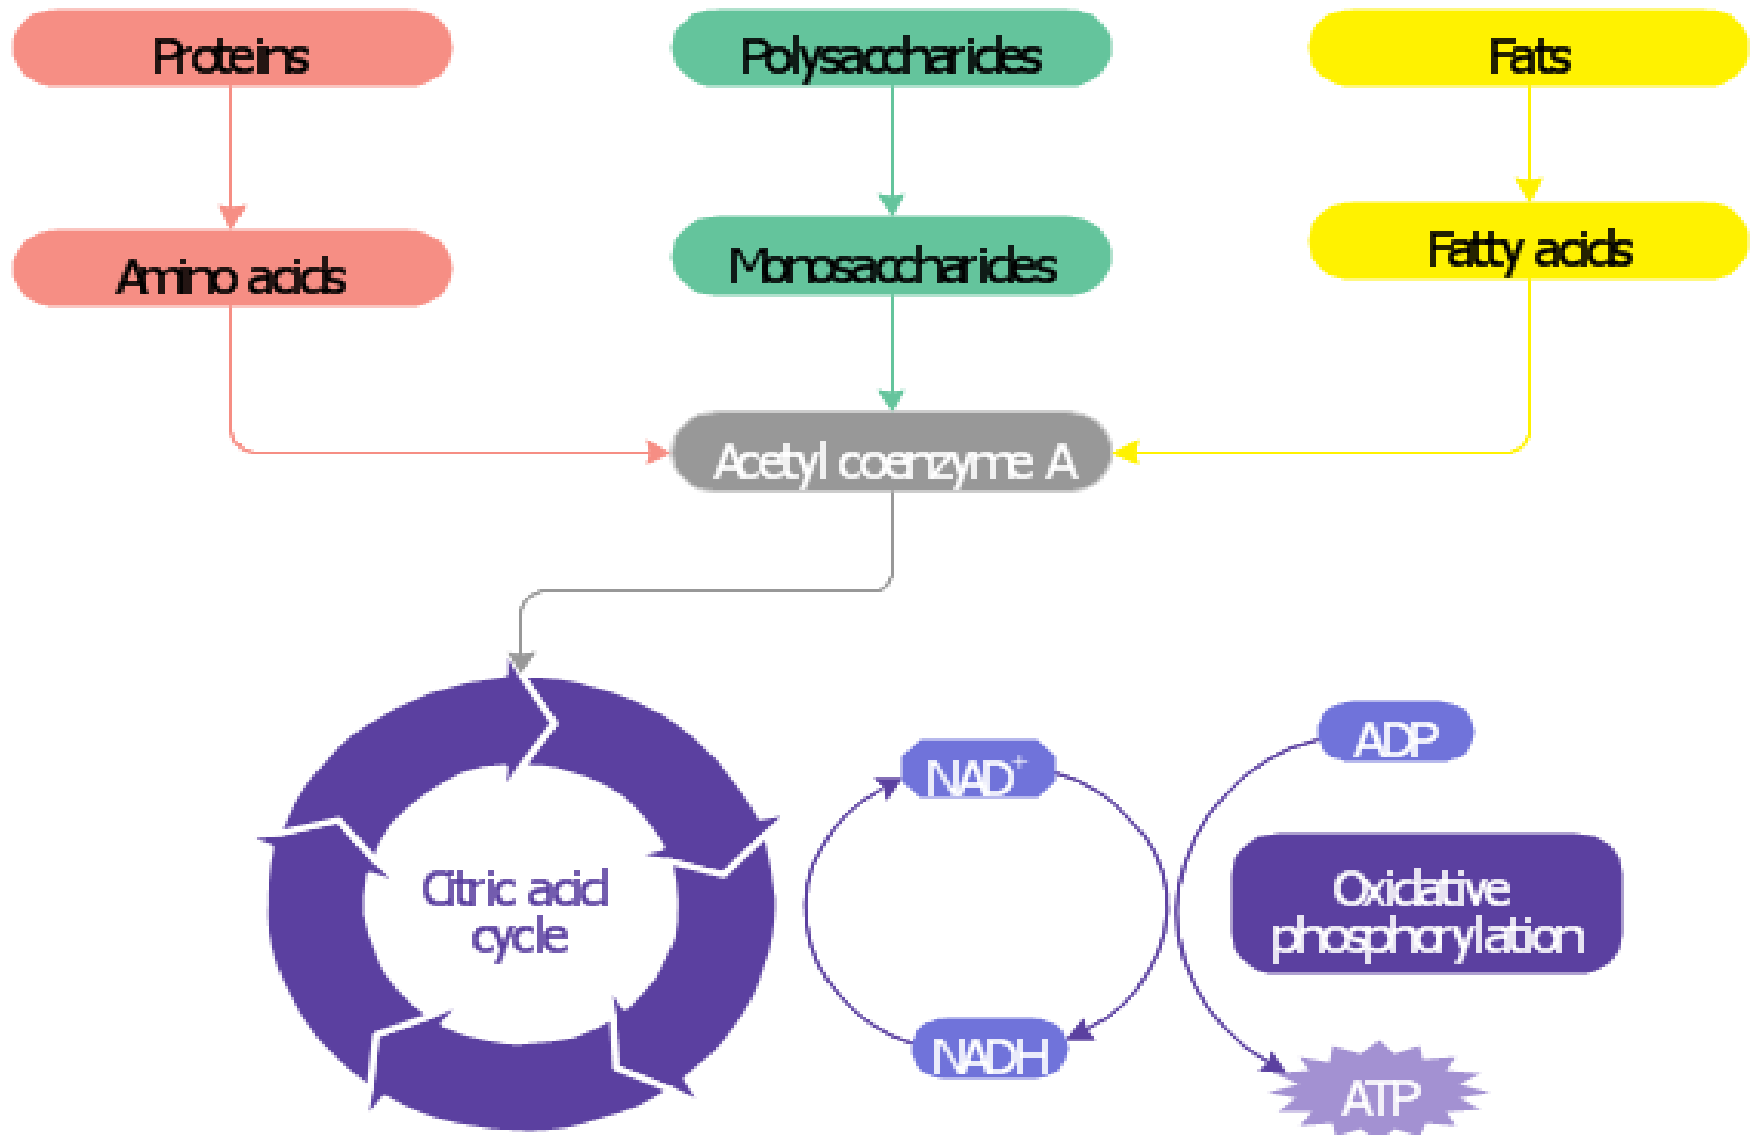 Proteins
Polysaccharides
Fats
Amino acids
Monosaccharides
Fatty acids
Acetyl coenzyme A
Citric acid
cycle
NAD+
NADH
ADP
Oxidative
phosphorylation
ATP